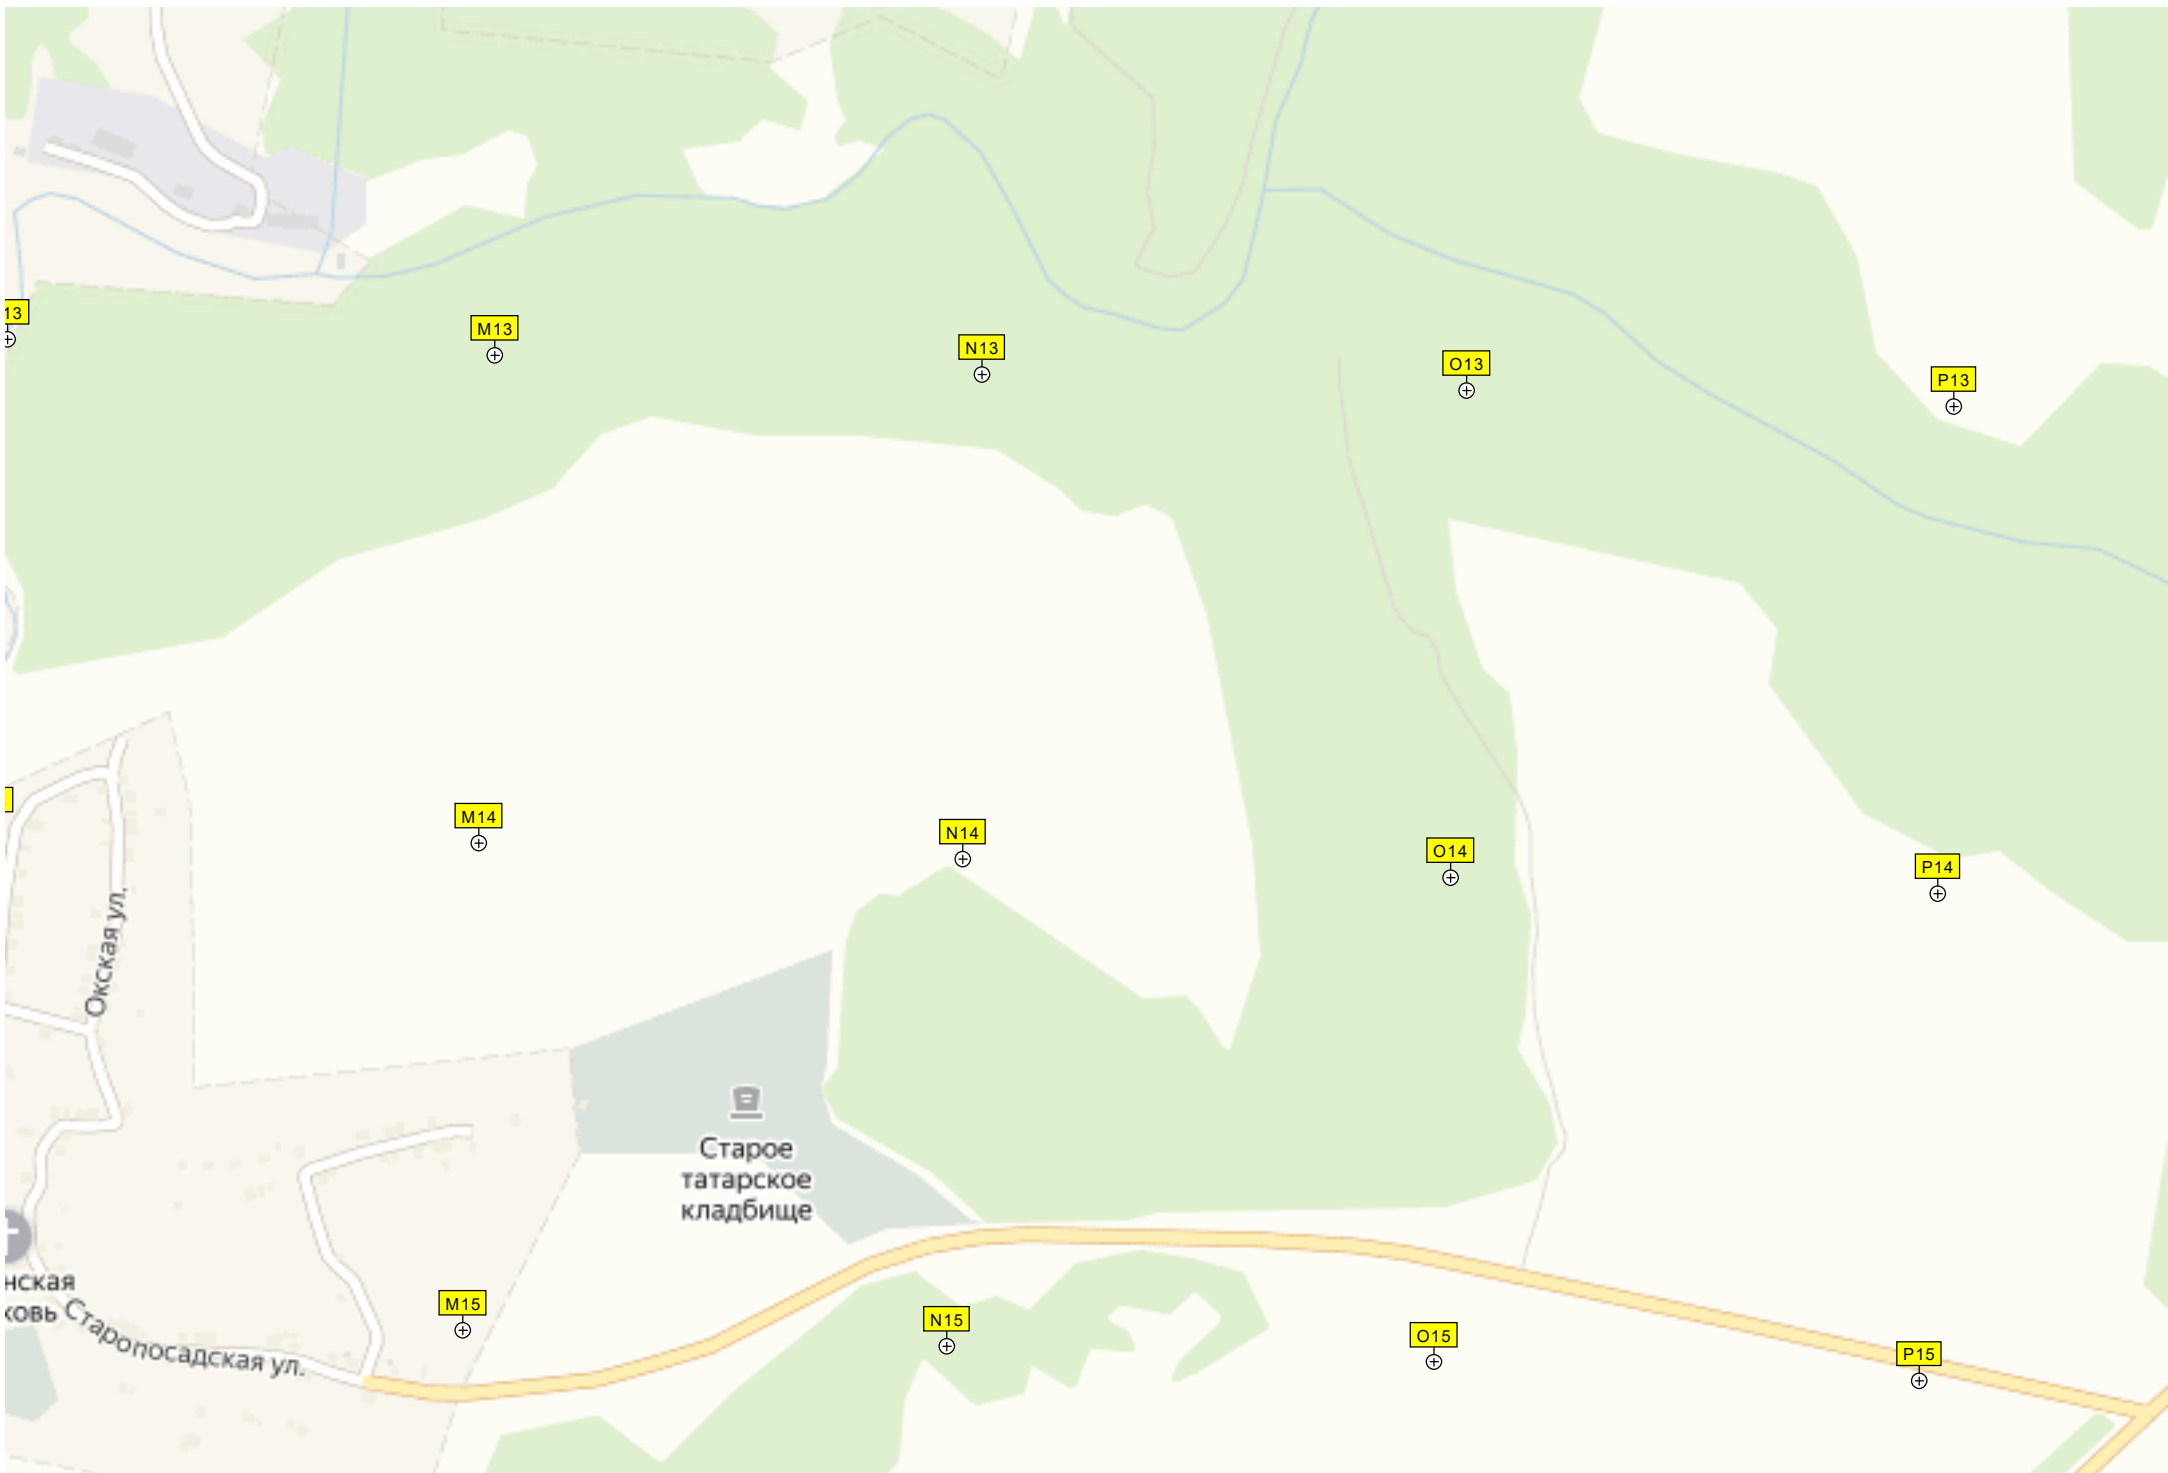 13
M13
N13
O13
P13
M14
N14
O14
P14
Окская ул.
Старое
татарское
кладбище
нская
ковь
Старопосадская ул.
M15
N15
O15
P15